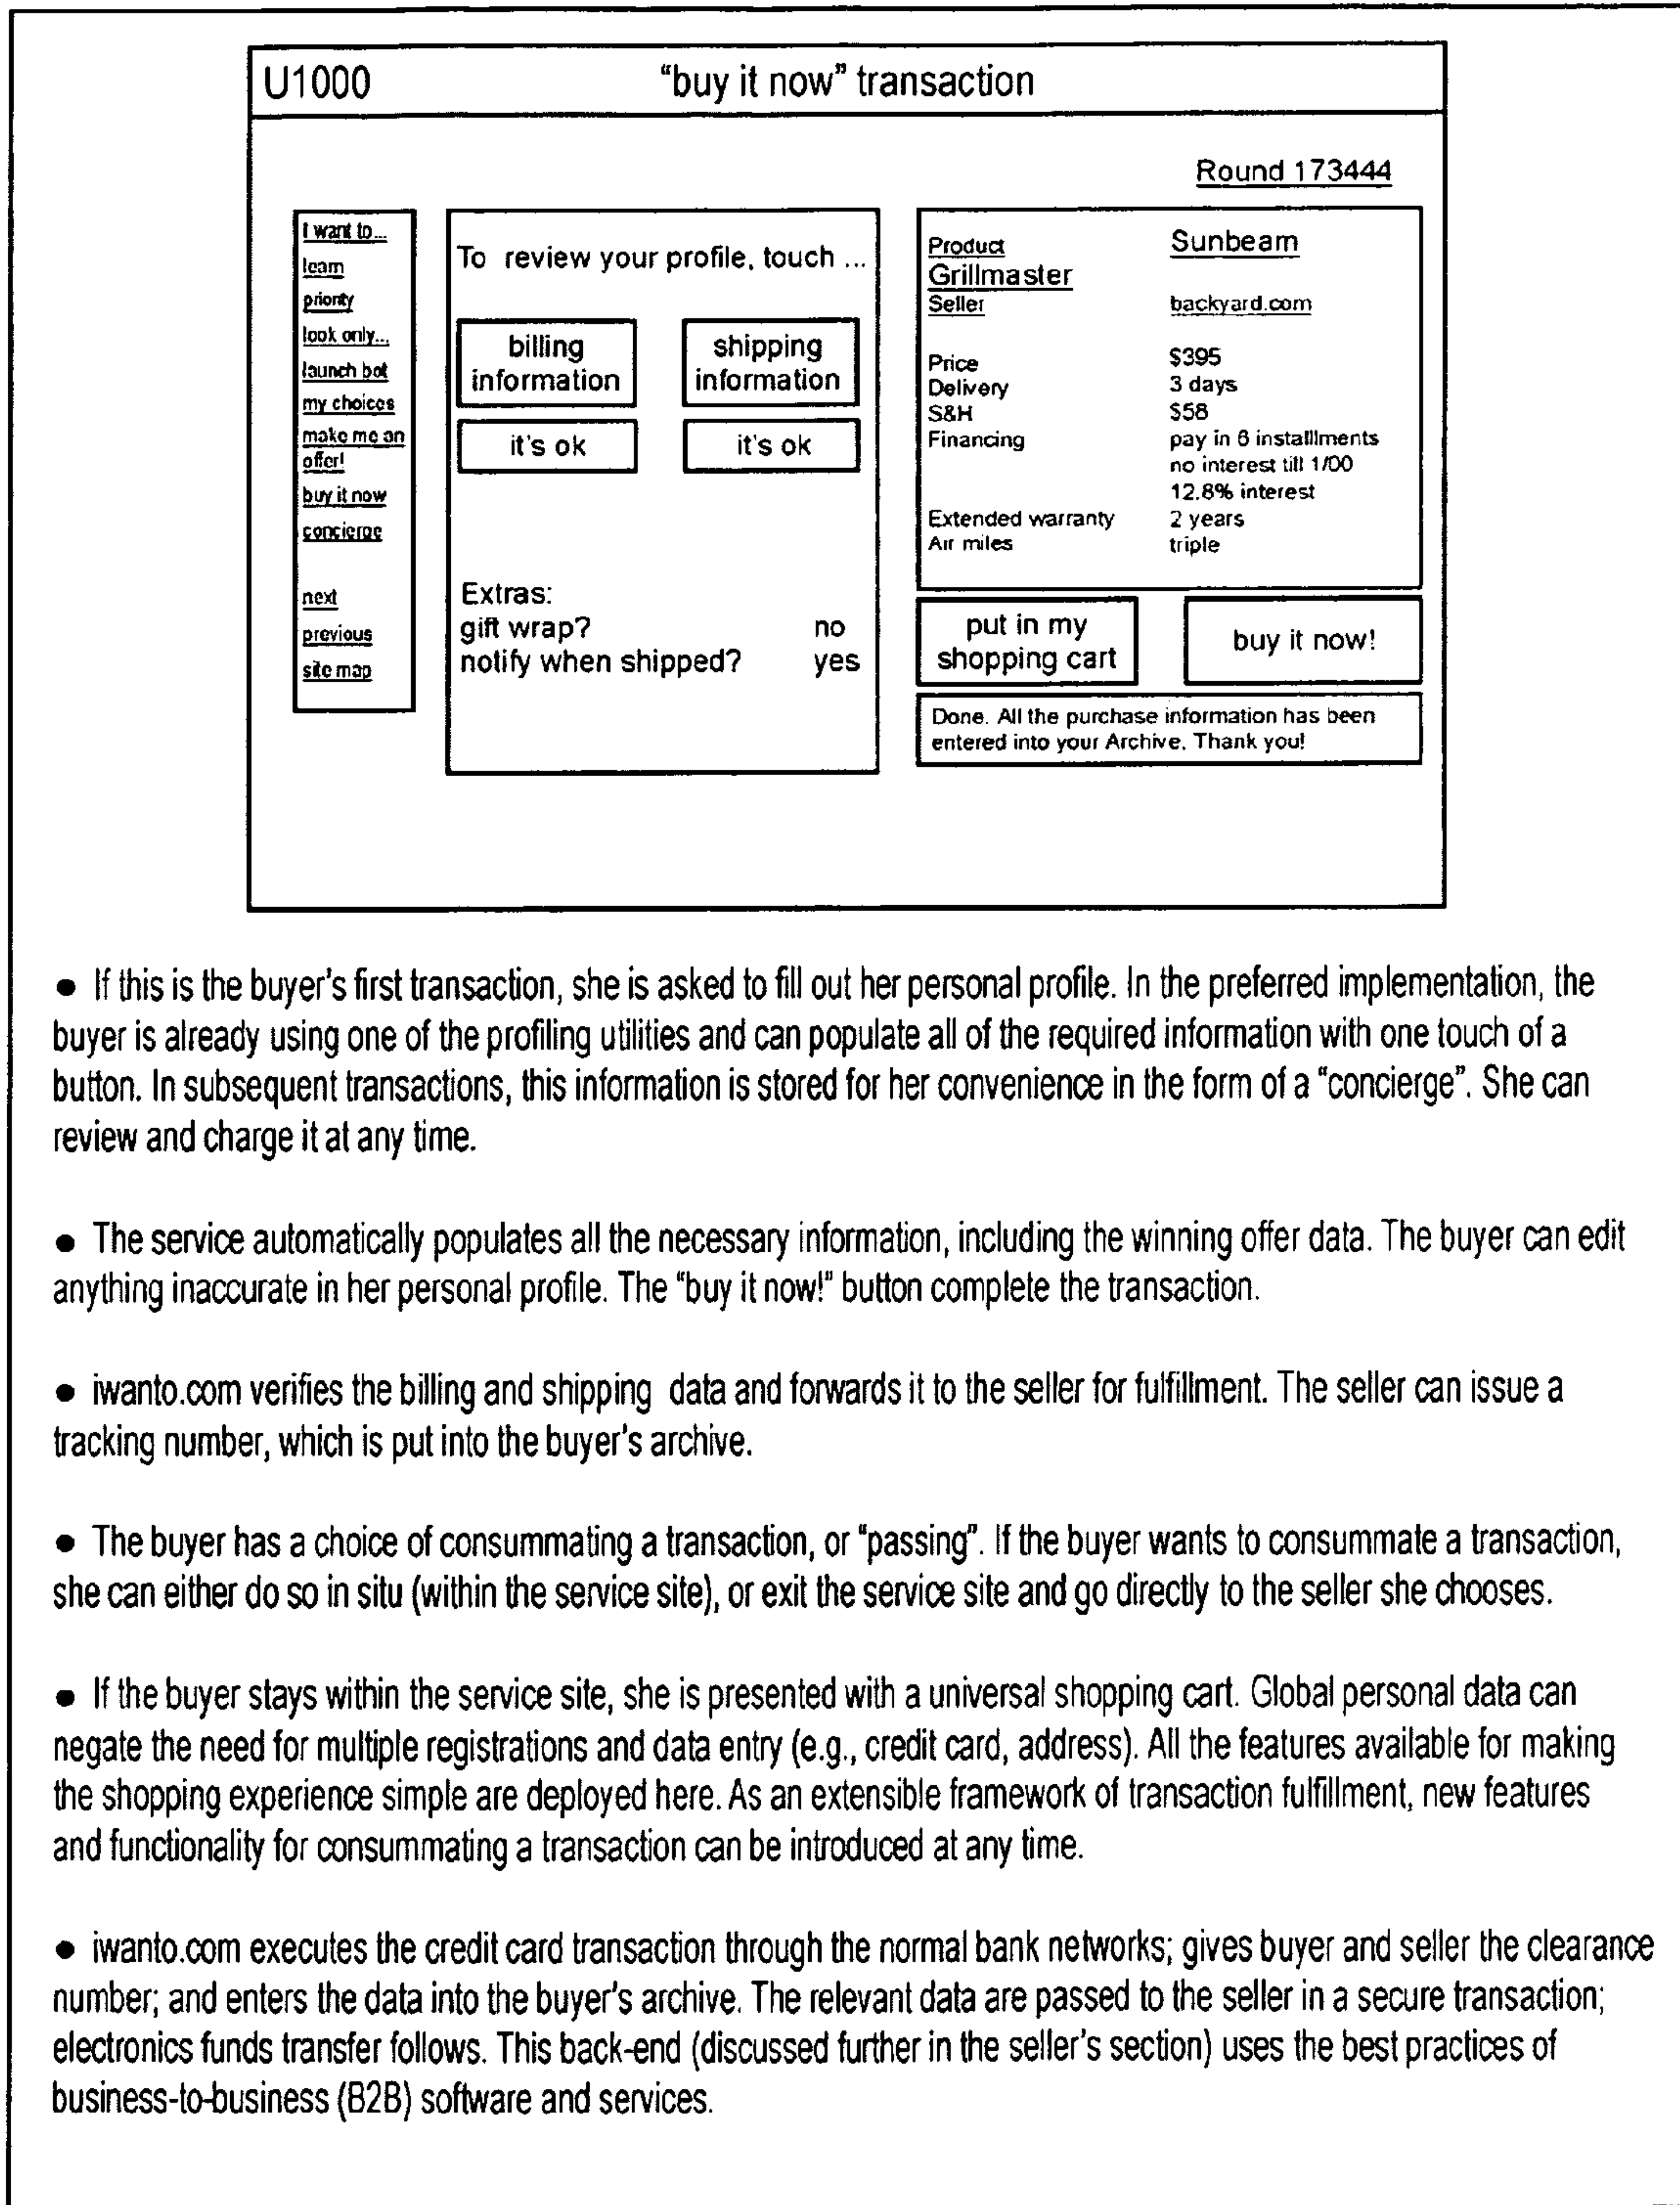 U1000 "buy it now" transaction
Round 173444
I want to...
learn
priority
look only...
launch bot
my choices
make me an
offer!
buy it now
concierge
next
previous
site map
To review your profile, touch ...
billing
information
shipping
information
it's ok
it's ok
Extras:
gift wrap? no
notify when shipped? yes
Product Sunbeam
Grillmaster
Seller backyard.com
Price $395
Delivery 3 days
S&H $58
Financing pay in 6 installlments
no interest till 1/00
12.8% interest
Extended warranty 2 years
Air miles triple
put in my
shopping cart
buy it now!
Done. All the purchase information has been
entered into your Archive. Thank you!
● If this is the buyer's first transaction, she is asked to fill out her personal profile. In the preferred implementation, the
buyer is already using one of the profiling utilities and can populate all of the required information with one touch of a
button. In subsequent transactions, this information is stored for her convenience in the form of a "concierge". She can
review and charge it at any time.
● The service automatically populates all the necessary information, including the winning offer data. The buyer can edit
anything inaccurate in her personal profile. The "buy it now!" button complete the transaction.
● iwanto.com verifies the billing and shipping data and forwards it to the seller for fulfillment. The seller can issue a
tracking number, which is put into the buyer's archive.
● The buyer has a choice of consummating a transaction, or "passing". If the buyer wants to consummate a transaction,
she can either do so in situ (within the service site), or exit the service site and go directly to the seller she chooses.
● If the buyer stays within the service site, she is presented with a universal shopping cart. Global personal data can
negate the need for multiple registrations and data entry (e.g., credit card, address). All the features available for making
the shopping experience simple are deployed here. As an extensible framework of transaction fulfillment, new features
and functionality for consummating a transaction can be introduced at any time.
● iwanto.com executes the credit card transaction through the normal bank networks; gives buyer and seller the clearance
number; and enters the data into the buyer's archive. The relevant data are passed to the seller in a secure transaction;
electronics funds transfer follows. This back-end (discussed further in the seller's section) uses the best practices of
business-to-business (B2B) software and services.